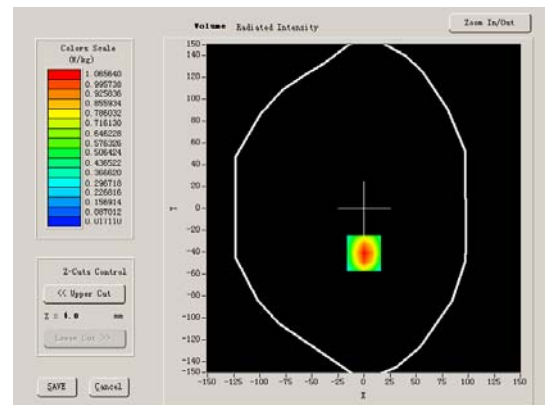 Volume Radiated Intensity
Zoom In/Out
Colors Scale
(W/kg)
1.065640
0.995738
0.925836
0.855934
0.786032
0.716130
0.646228
0.576326
0.506424
0.436522
0.366620
0.296718
0.226816
0.156914
0.087012
0.017110
Z-Cuts Control
<< Upper Cut
Z = 4.0 mm
Lower Cut >>
SAVE
Cancel
150
140
120
100
80
60
40
20
0
-20
-40
-60
-80
-100
-120
-140
-150
Y
-150 -125 -100 -75 -50 -25 0 25 50 75 100 125 150
X